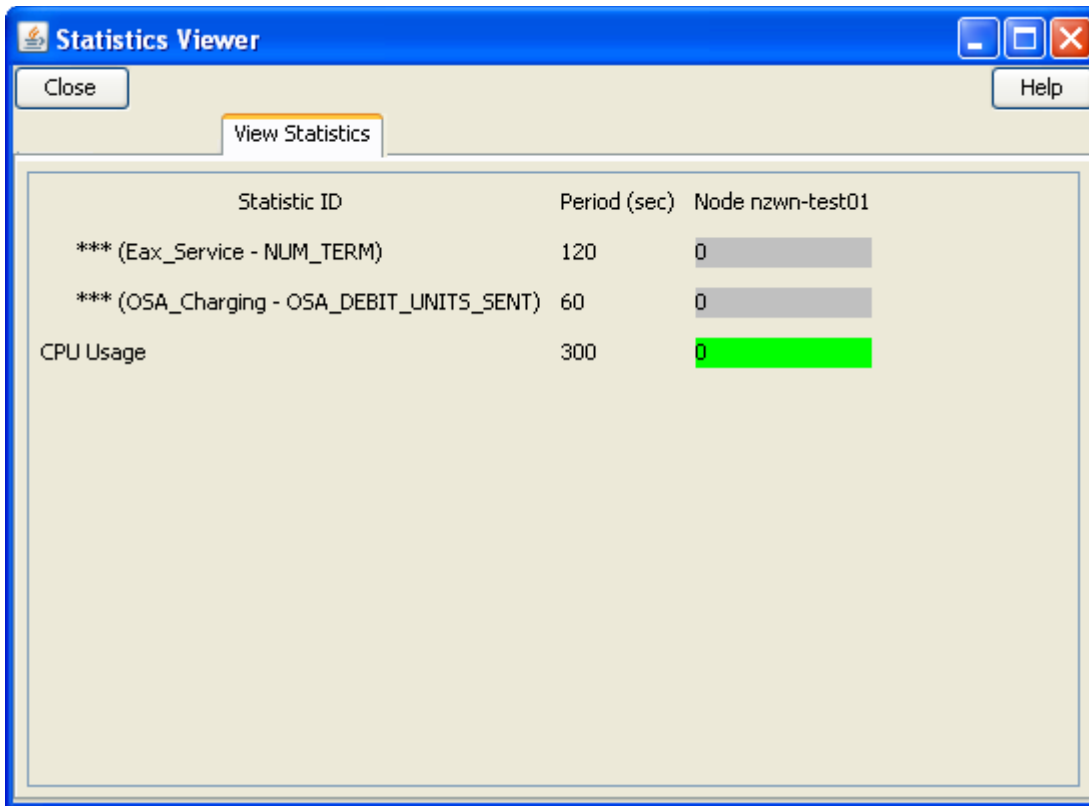 Statistics Viewer
Close Help
View Statistics
Statistic ID Period (sec) Node nzwn-test01
*** (Eax_Service - NUM_TERM) 120 0
*** (OSA_Charging - OSA_DEBIT_UNITS_SENT) 60 0
CPU Usage 300 0